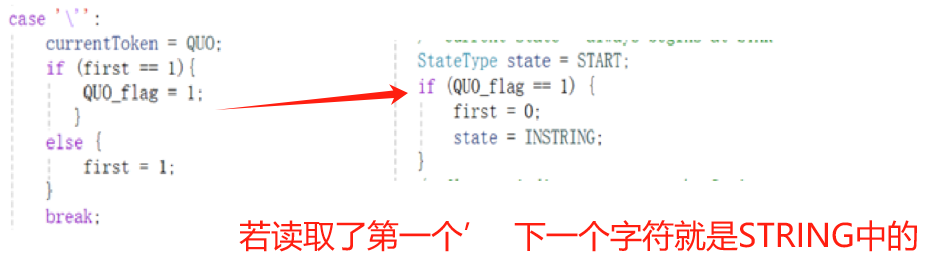 case '\'':
currentToken = QUO;
if (first == 1){
QUO_flag = 1;
}
else {
first = 1;
}
break;
StateType state = START;
if (QUO_flag == 1) {
first = 0;
state = INSTRING;
}
若读取了第一个’ 下一个字符就是STRING中的